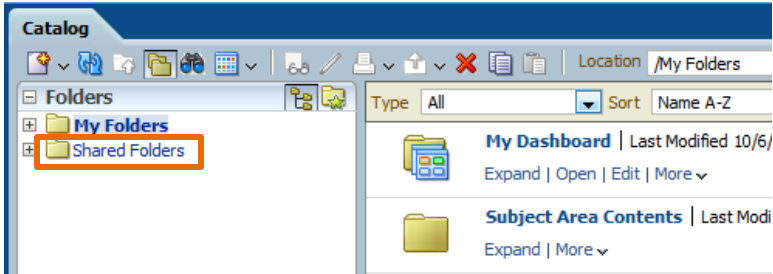 Catalog
Location /My Folders
Folders
Type All Sort Name A-Z
My Folders
Shared Folders
My Dashboard | Last Modified 10/6/
Expand | Open | Edit | More
Subject Area Contents | Last Modi
Expand | More